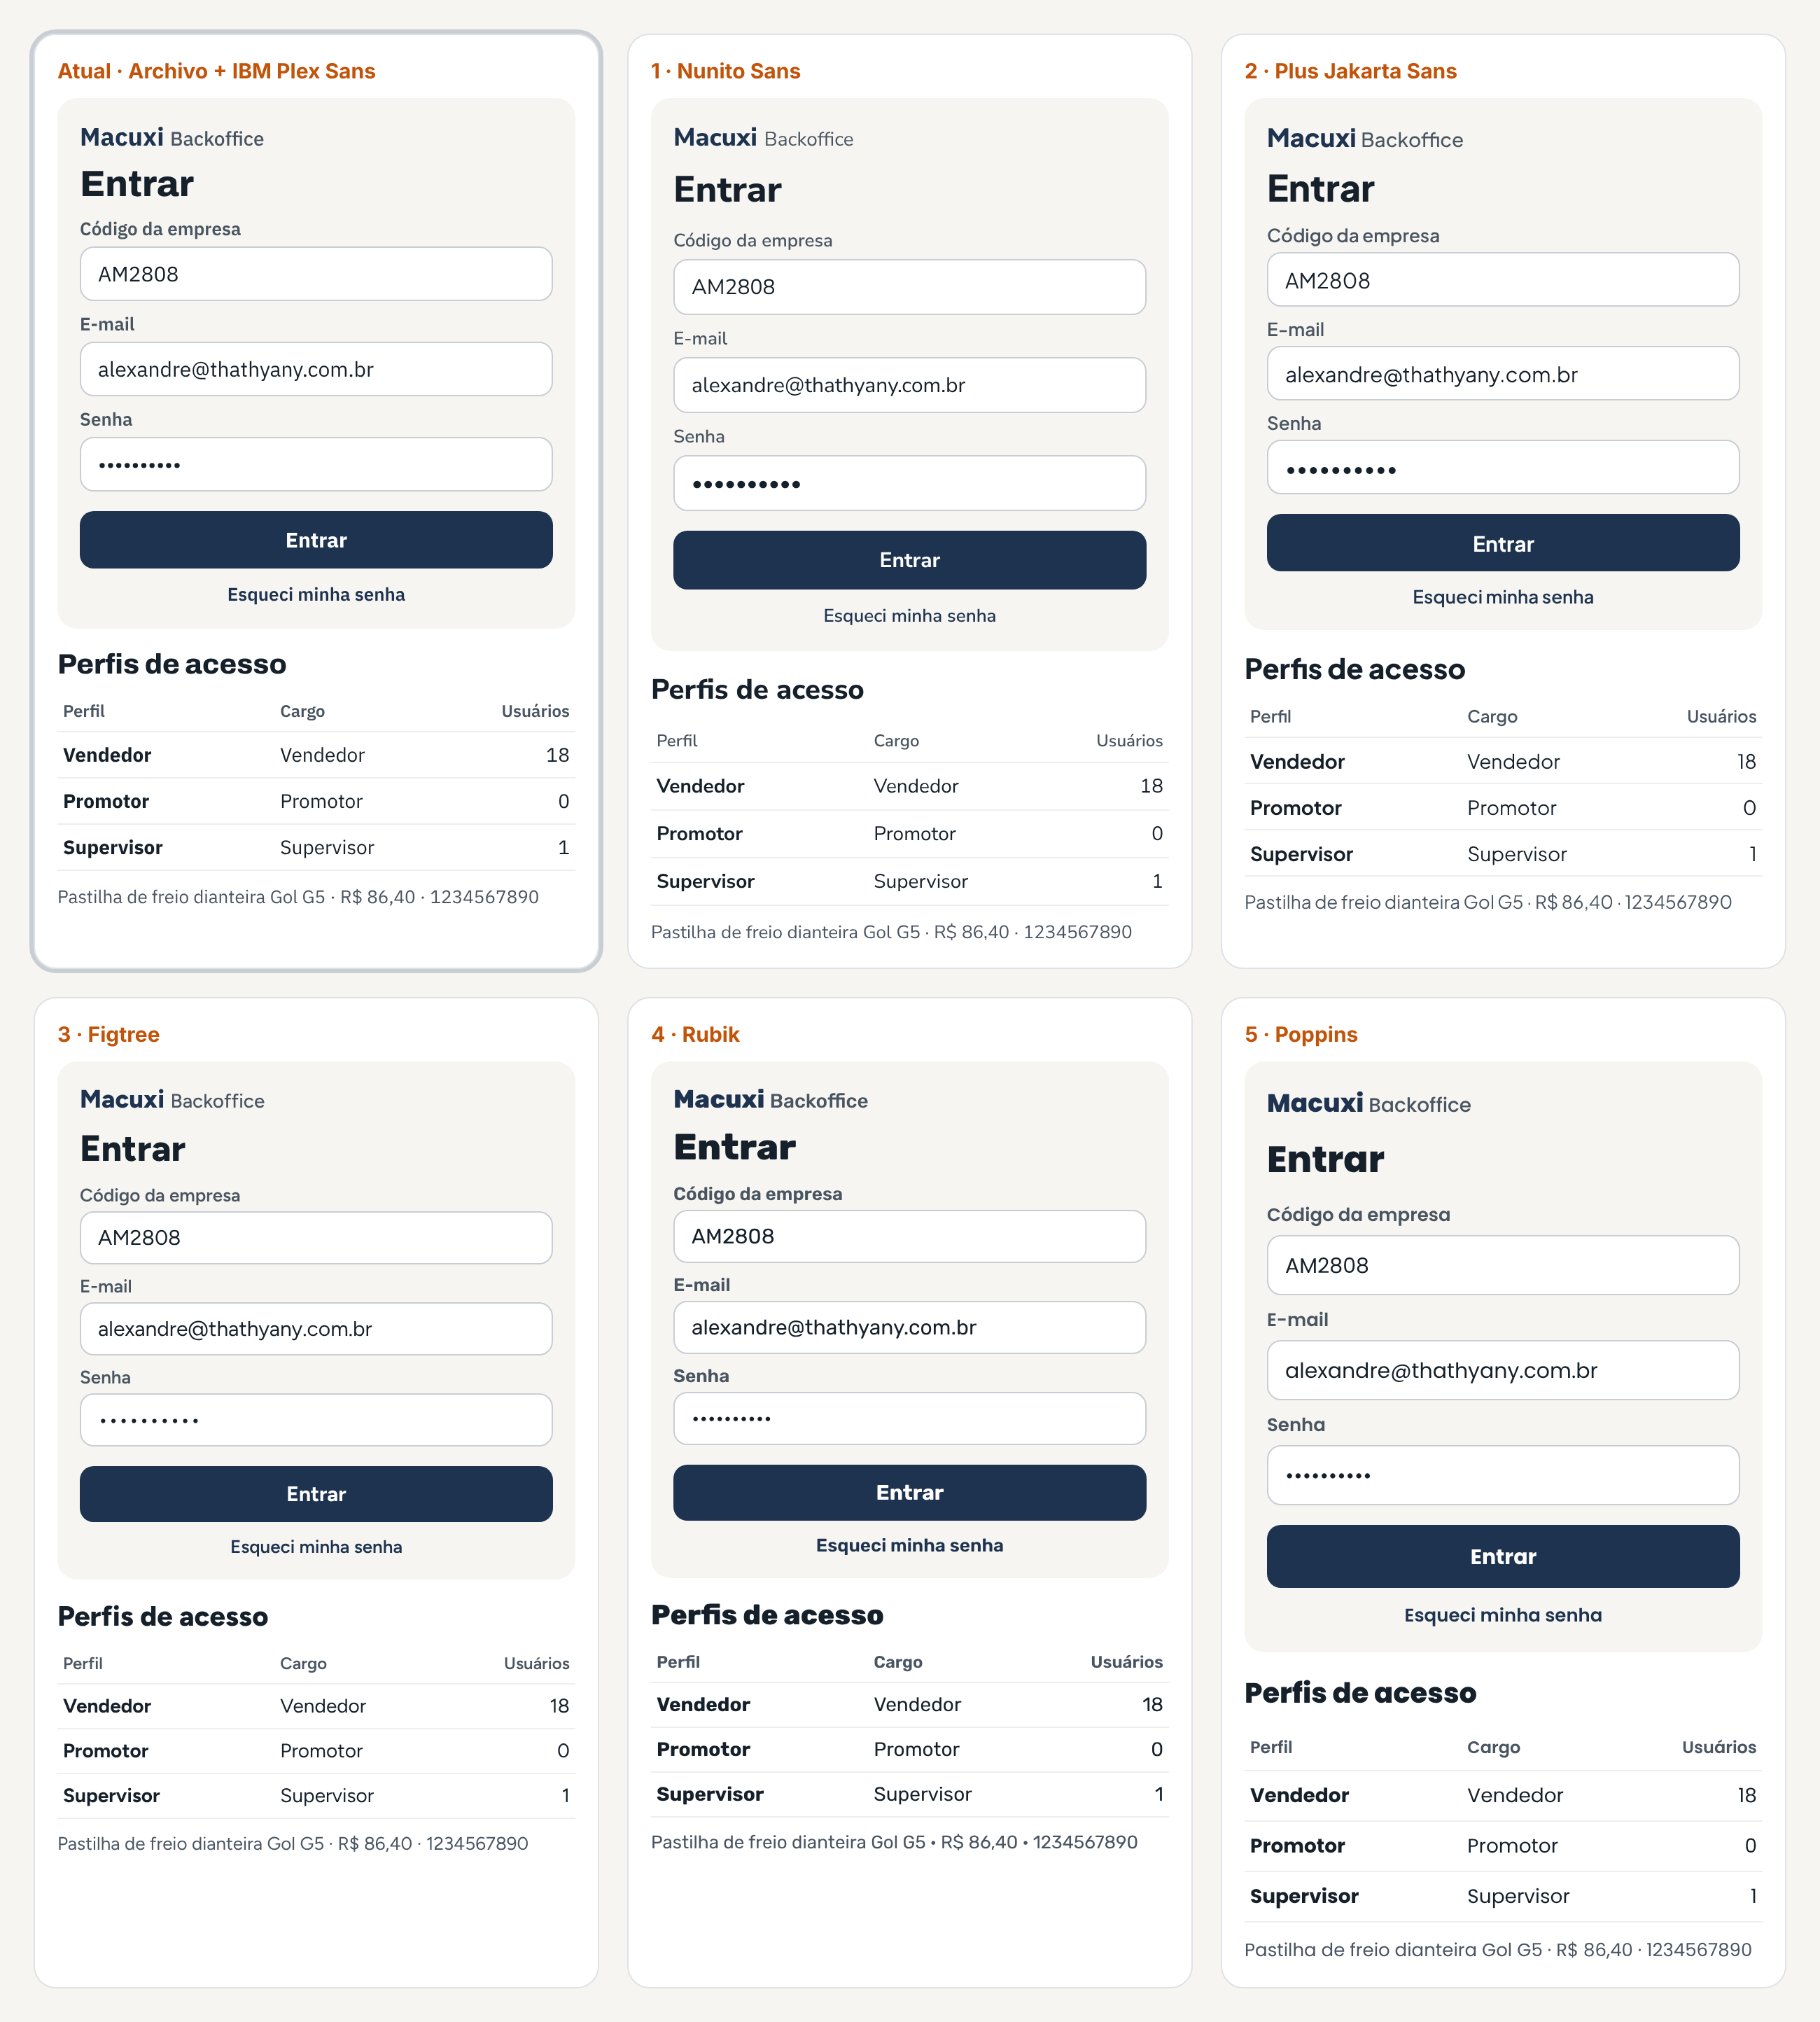 Atual · Archivo + IBM Plex Sans
Macuxi Backoffice
Entrar
Código da empresa
AM2808
E-mail
alexandre@thathyany.com.br
Senha
••••••••••
Entrar
Esqueci minha senha
Perfis de acesso
Perfil Cargo Usuários
Vendedor Vendedor 18
Promotor Promotor 0
Supervisor Supervisor 1
Pastilha de freio dianteira Gol G5 · R$ 86,40 · 1234567890
1 · Nunito Sans
Macuxi Backoffice
Entrar
Código da empresa
AM2808
E-mail
alexandre@thathyany.com.br
Senha
••••••••••
Entrar
Esqueci minha senha
Perfis de acesso
Perfil Cargo Usuários
Vendedor Vendedor 18
Promotor Promotor 0
Supervisor Supervisor 1
Pastilha de freio dianteira Gol G5 · R$ 86,40 · 1234567890
2 · Plus Jakarta Sans
Macuxi Backoffice
Entrar
Código da empresa
AM2808
E-mail
alexandre@thathyany.com.br
Senha
••••••••••
Entrar
Esqueci minha senha
Perfis de acesso
Perfil Cargo Usuários
Vendedor Vendedor 18
Promotor Promotor 0
Supervisor Supervisor 1
Pastilha de freio dianteira Gol G5 · R$ 86,40 · 1234567890
3 · Figtree
Macuxi Backoffice
Entrar
Código da empresa
AM2808
E-mail
alexandre@thathyany.com.br
Senha
••••••••••
Entrar
Esqueci minha senha
Perfis de acesso
Perfil Cargo Usuários
Vendedor Vendedor 18
Promotor Promotor 0
Supervisor Supervisor 1
Pastilha de freio dianteira Gol G5 · R$ 86,40 · 1234567890
4 · Rubik
Macuxi Backoffice
Entrar
Código da empresa
AM2808
E-mail
alexandre@thathyany.com.br
Senha
••••••••••
Entrar
Esqueci minha senha
Perfis de acesso
Perfil Cargo Usuários
Vendedor Vendedor 18
Promotor Promotor 0
Supervisor Supervisor 1
Pastilha de freio dianteira Gol G5 • R$ 86,40 • 1234567890
5 · Poppins
Macuxi Backoffice
Entrar
Código da empresa
AM2808
E-mail
alexandre@thathyany.com.br
Senha
••••••••••
Entrar
Esqueci minha senha
Perfis de acesso
Perfil Cargo Usuários
Vendedor Vendedor 18
Promotor Promotor 0
Supervisor Supervisor 1
Pastilha de freio dianteira Gol G5 · R$ 86,40 · 1234567890